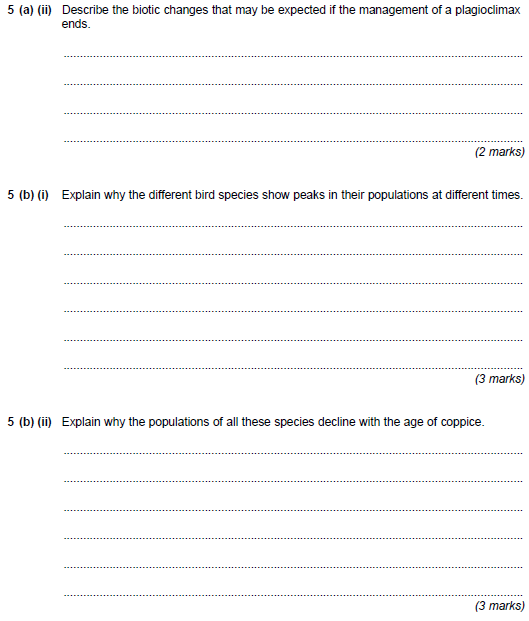 5 (a) (ii) Describe the biotic changes that may be expected if the management of a plagioclimax
ends.
(2 marks)
5 (b) (i) Explain why the different bird species show peaks in their populations at different times.
(3 marks)
5 (b) (ii) Explain why the populations of all these species decline with the age of coppice.
(3 marks)